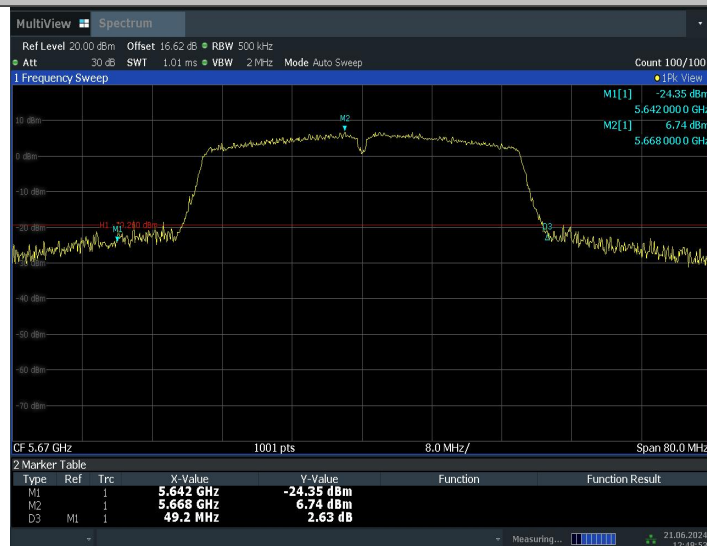 MultiView Spectrum
Ref Level 20.00 dBm Offset 16.62 dB RBW 500 kHz
Att 30 dB SWT 1.01 ms VBW 2 MHz Mode Auto Sweep Count 100/100
1 Frequency Sweep 1Pk View
M1[1] -24.35 dBm
5.642 000 0 GHz
M2[1] 6.74 dBm
5.668 000 0 GHz
M2
10 dBm
0 dBm
-10 dBm
H1
M1
D3
-20 dBm
-30 dBm
-40 dBm
-50 dBm
-60 dBm
-70 dBm
CF 5.67 GHz 1001 pts 8.0 MHz/ Span 80.0 MHz
2 Marker Table
Type Ref Trc X-Value Y-Value Function Function Result
M1 1 5.642 GHz -24.35 dBm
M2 1 5.668 GHz 6.74 dBm
D3 M1 1 49.2 MHz 2.63 dB
Measuring... 21.06.2024